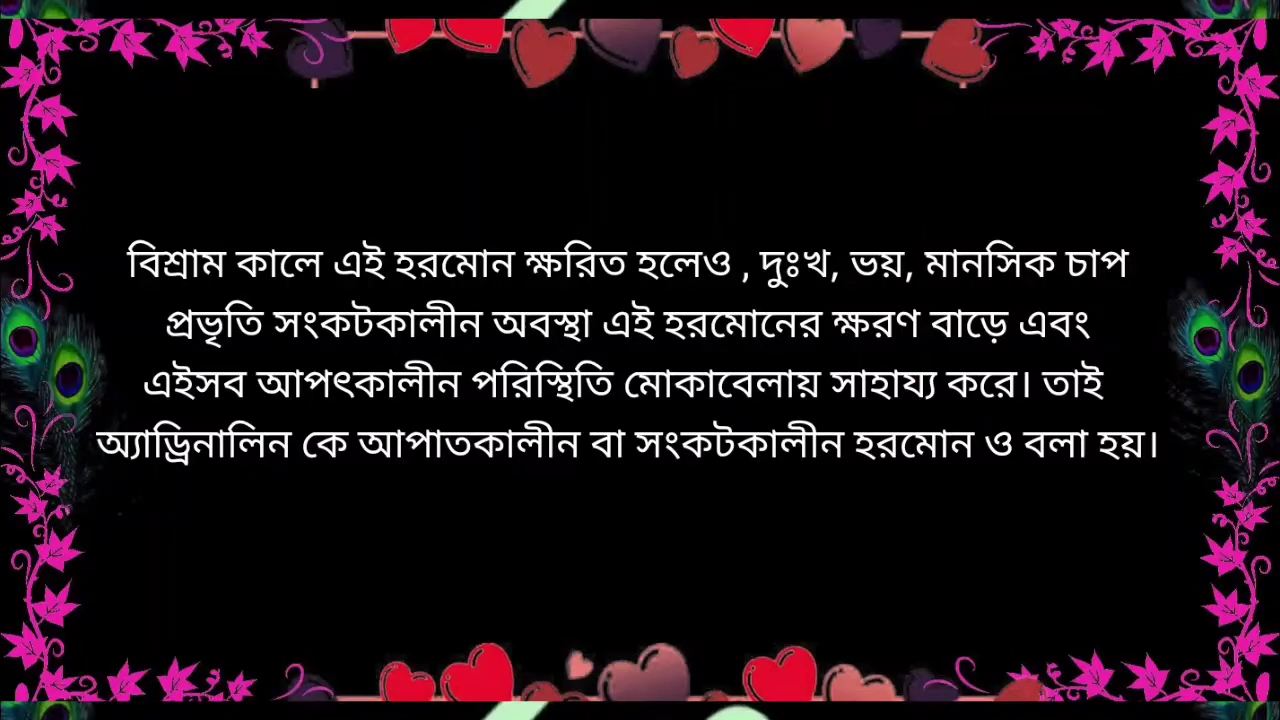 বিশ্রাম কালে এই হরমোন ক্ষরিত হলেও , দুঃখ, ভয়, মানসিক চাপ
প্রভৃতি সংকটকালীন অবস্থা এই হরমোনের ক্ষরণ বাড়ে এবং
এইসব আপৎকালীন পরিস্থিতি মোকাবেলায় সাহায্য করে। তাই
অ্যাড্রিনালিন কে আপাতকালীন বা সংকটকালীন হরমোন ও বলা হয়।